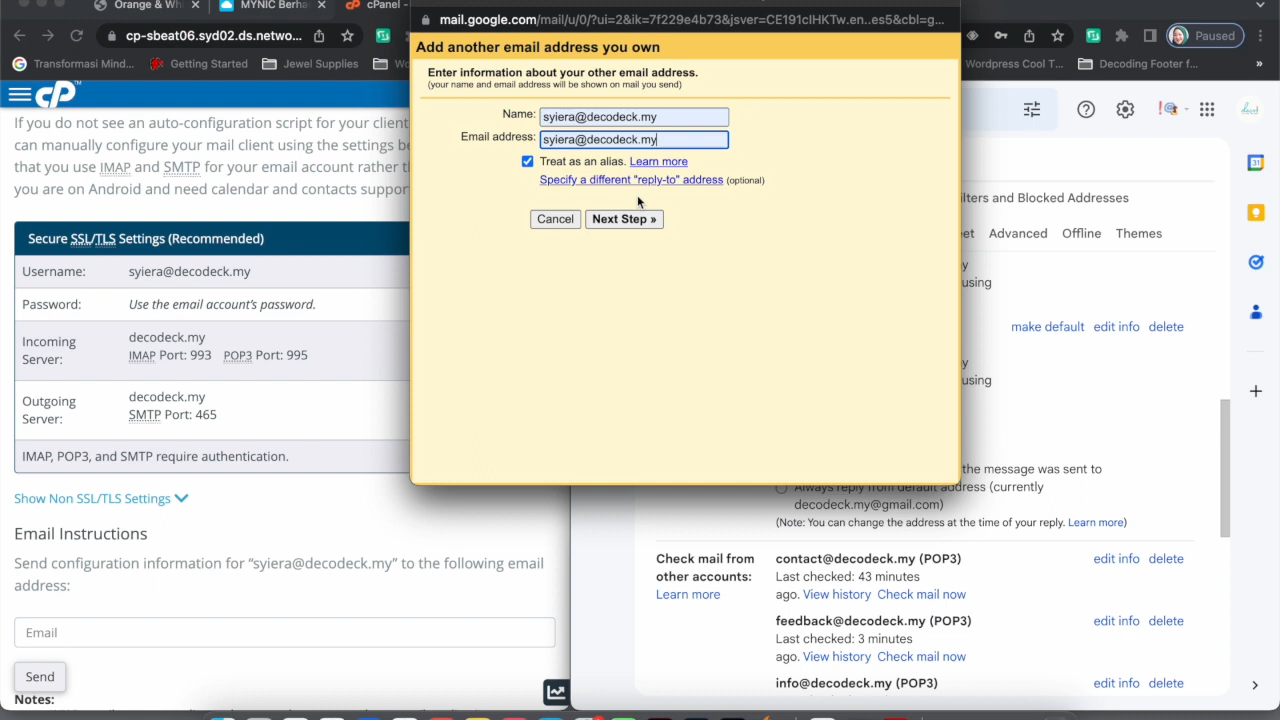 Orange & Wh
MYNIC Berha
cPanel -
mail.google.com/mail/u/0/?ui=2&ik=7f229e4b73&jsver=CE191clHKTw.en..es5&cbl=g...
cp-sbeat06.syd02.ds.netwo...
Paused
Transformasi Mind...
Getting Started
Jewel Supplies
Wordpress Cool T...
Decoding Footer f...
»
Add another email address you own
Enter information about your other email address.
(your name and email address will be shown on mail you send)
Name: syiera@decodeck.my
Email address: syiera@decodeck.my
Treat as an alias. Learn more
Specify a different "reply-to" address (optional)
Cancel Next Step »
cP
If you do not see an auto-configuration script for your client
can manually configure your mail client using the settings be
that you use IMAP and SMTP for your email account rather th
you are on Android and need calendar and contacts suppor
Secure SSL/TLS Settings (Recommended)
Username: syiera@decodeck.my
Password: Use the email account's password.
Incoming Server: decodeck.my
IMAP Port: 993 POP3 Port: 995
Outgoing Server: decodeck.my
SMTP Port: 465
IMAP, POP3, and SMTP require authentication.
Show Non SSL/TLS Settings
Email Instructions
Send configuration information for “syiera@decodeck.my” to the following email
address:
Email
Send
Notes:
31
ilters and Blocked Addresses
et Advanced Offline Themes
y
using
make default edit info delete
y
using
the message was sent to
Always reply from default address (currently
decodeck.my@gmail.com)
(Note: You can change the address at the time of your reply. Learn more)
Check mail from
other accounts:
Learn more
contact@decodeck.my (POP3) edit info delete
Last checked: 43 minutes
ago. View history Check mail now
feedback@decodeck.my (POP3) edit info delete
Last checked: 3 minutes
ago. View history Check mail now
info@decodeck.my (POP3) edit info delete